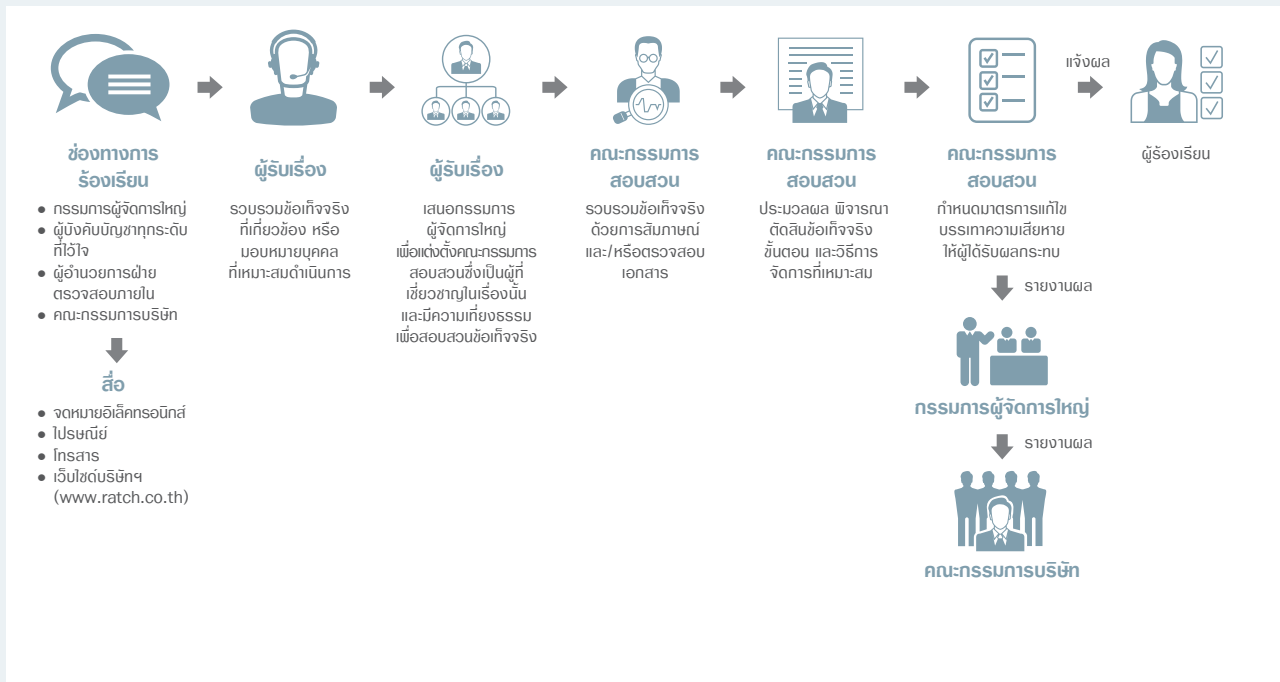 ช่องทางการ
ร้องเรียน
● กรรมการผู้จัดการใหญ่
● ผู้บังคับบัญชาทุกระดับ
ที่ไว้ใจ
● ผู้อำนวยการฝ่าย
ตรวจสอบภายใน
● คณะกรรมการบริษัท
สื่อ
● จดหมายอิเล็คทรอนิกส์
● ไปรษณีย์
● โทรสาร
● เว็บไซด์บริษัทฯ
(www.ratch.co.th)
ผู้รับเรื่อง
รวบรวมข้อเท็จจริง
ที่เกี่ยวข้อง หรือ
มอบหมายบุคคล
ที่เหมาะสมดำเนินการ
ผู้รับเรื่อง
เสนอกรรมการ
ผู้จัดการใหญ่
เพื่อแต่งตั้งคณะกรรมการ
สอบสวนซึ่งเป็นผู้ที่
เชี่ยวชาญในเรื่องนั้น
และมีความเที่ยงธรรม
เพื่อสอบสวนข้อเท็จจริง
คณะกรรมการ
สอบสวน
รวบรวมข้อเท็จจริง
ด้วยการสัมภาษณ์
และ/หรือตรวจสอบ
เอกสาร
คณะกรรมการ
สอบสวน
ประมวลผล พิจารณา
ตัดสินข้อเท็จจริง
ขั้นตอน และวิธีการ
จัดการที่เหมาะสม
คณะกรรมการ
สอบสวน
กำหนดมาตรการแก้ไข
บรรเทาความเสียหาย
ให้ผู้ได้รับผลกระทบ
รายงานผล
กรรมการผู้จัดการใหญ่
รายงานผล
คณะกรรมการบริษัท
แจ้งผล
ผู้ร้องเรียน